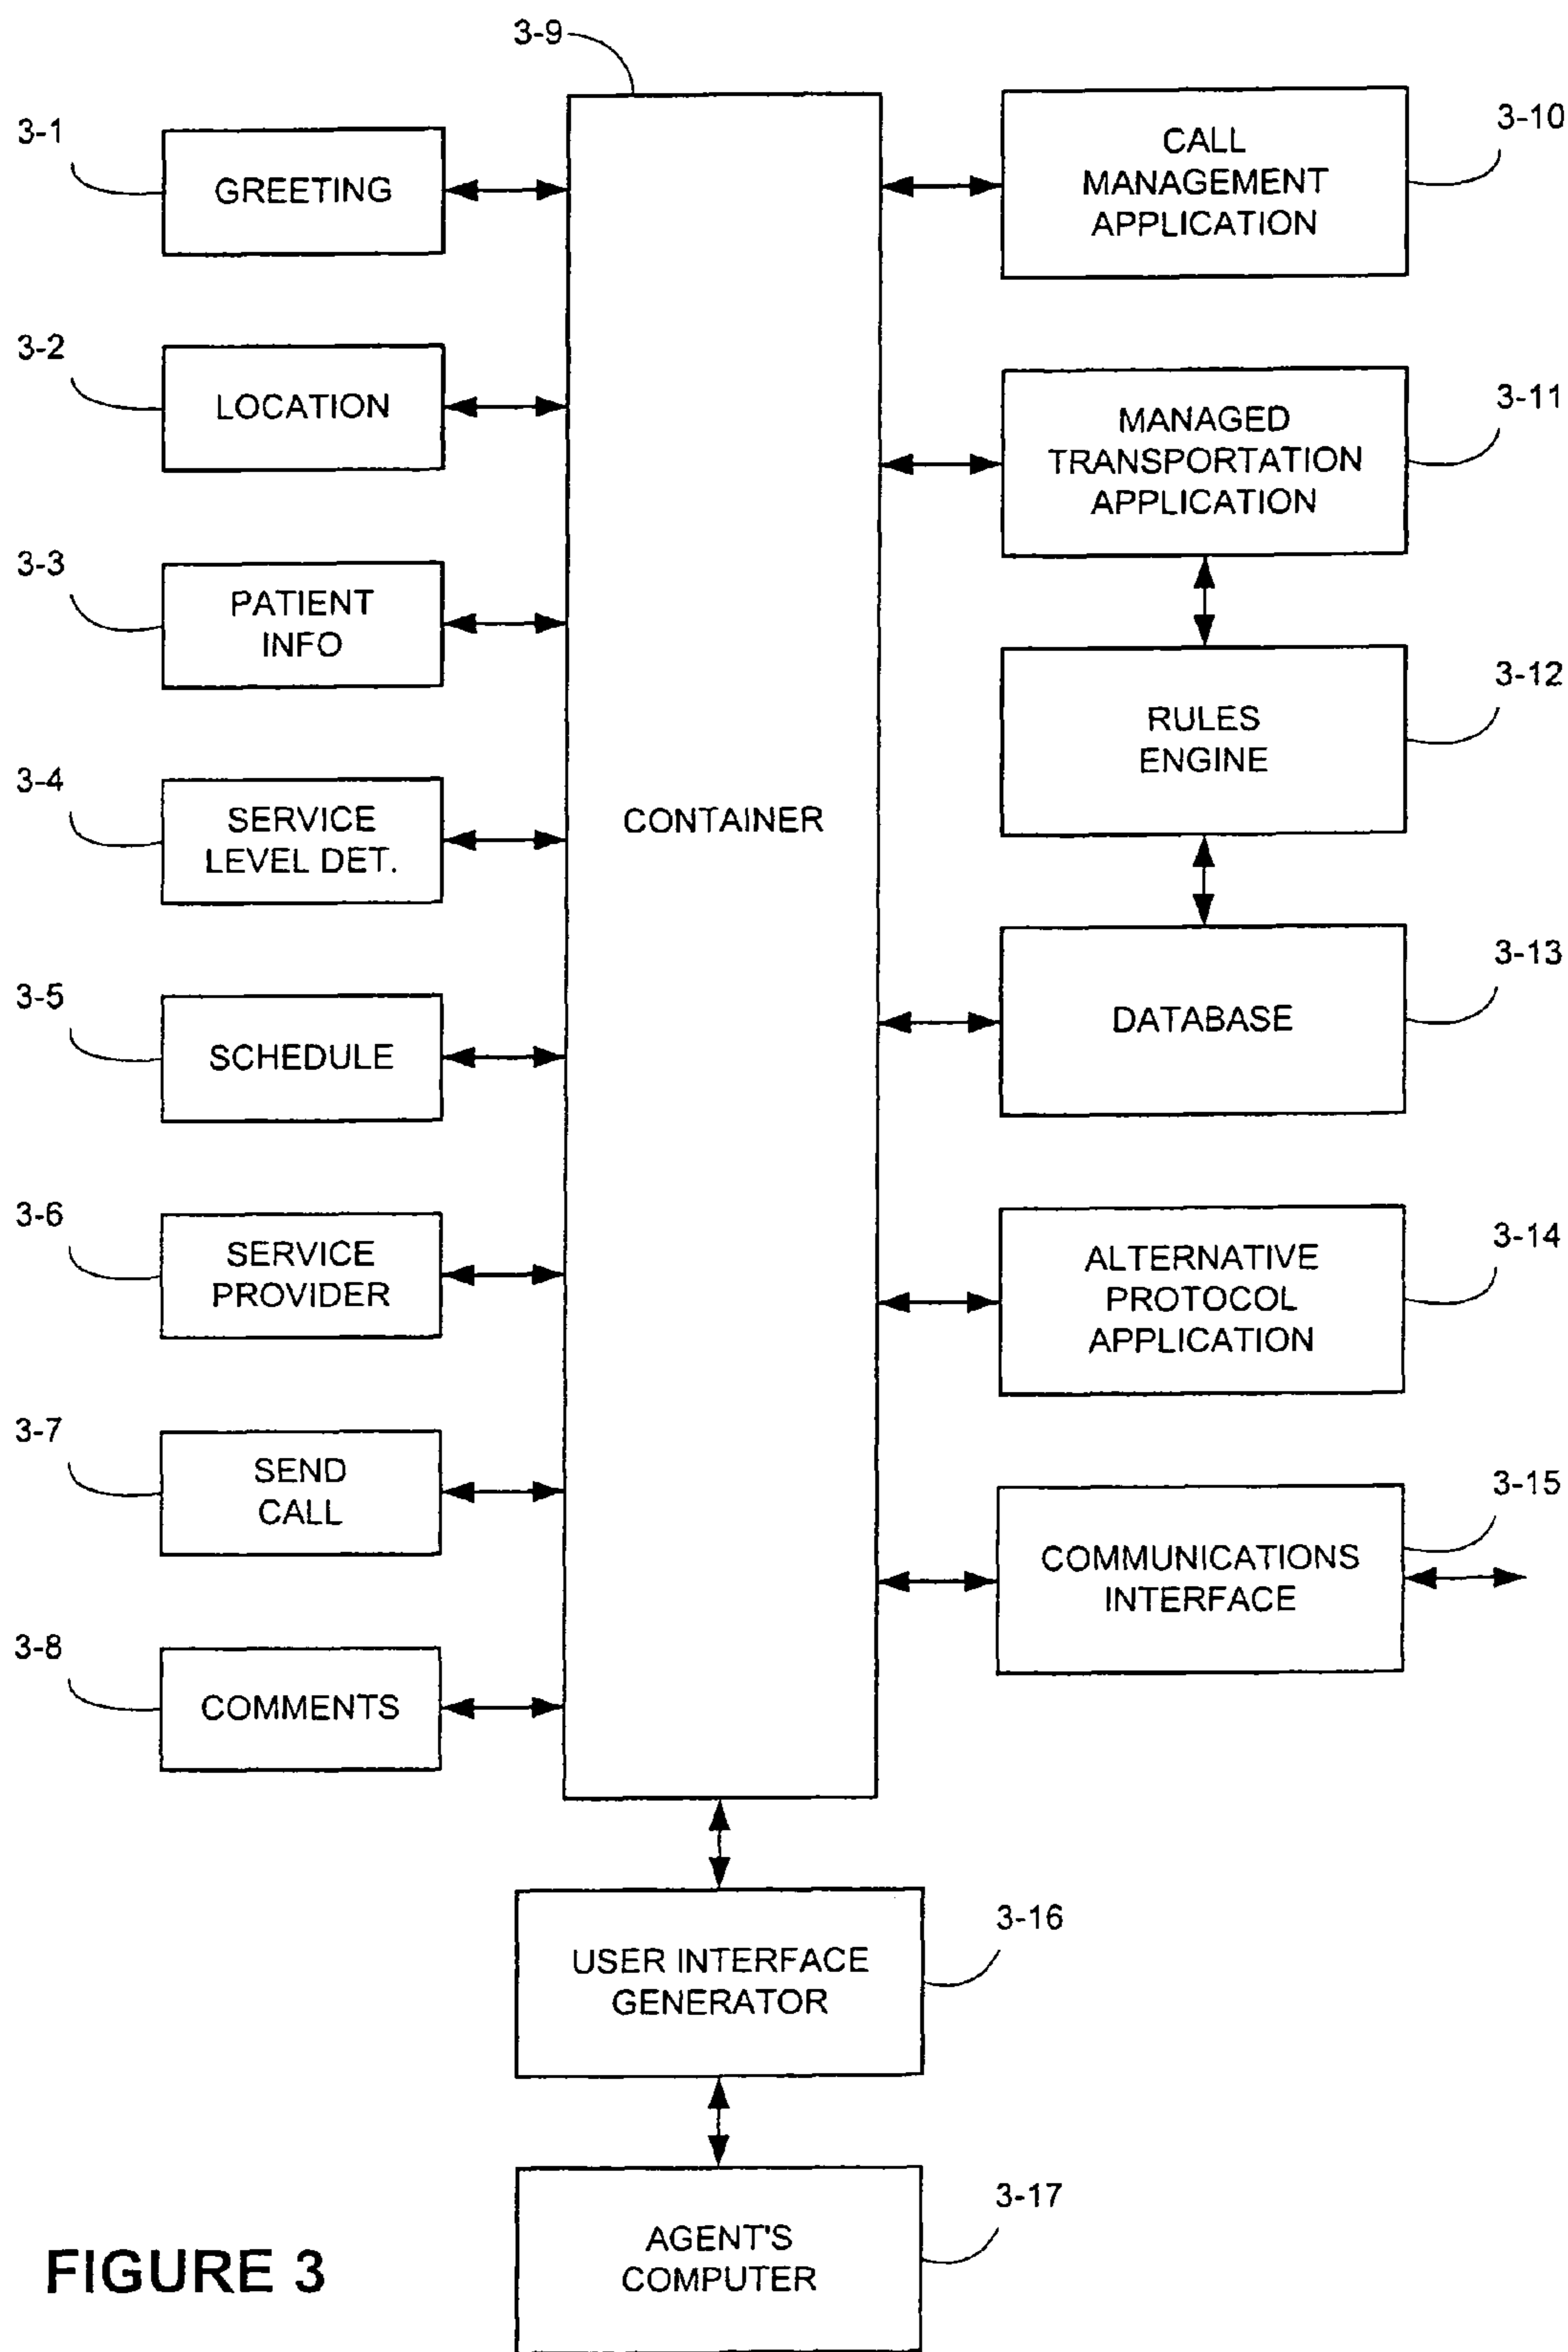 3-9
3-1
GREETING
3-2
LOCATION
3-3
PATIENT
INFO
3-4
SERVICE
LEVEL DET.
3-5
SCHEDULE
3-6
SERVICE
PROVIDER
3-7
SEND
CALL
3-8
COMMENTS
CONTAINER
3-10
CALL
MANAGEMENT
APPLICATION
3-11
MANAGED
TRANSPORTATION
APPLICATION
3-12
RULES
ENGINE
3-13
DATABASE
3-14
ALTERNATIVE
PROTOCOL
APPLICATION
3-15
COMMUNICATIONS
INTERFACE
3-16
USER INTERFACE
GENERATOR
3-17
AGENT'S
COMPUTER
FIGURE 3